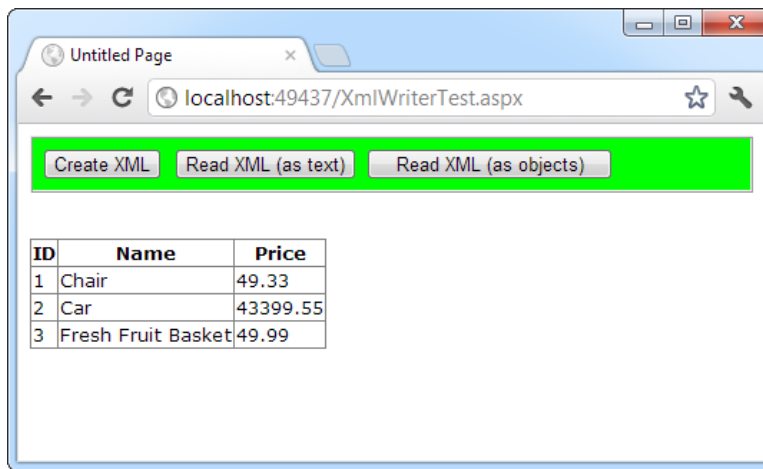 Untitled Page
localhost:49437/XmlWriterTest.aspx
Create XML Read XML (as text) Read XML (as objects)
ID Name Price
1 Chair 49.33
2 Car 43399.55
3 Fresh Fruit Basket 49.99